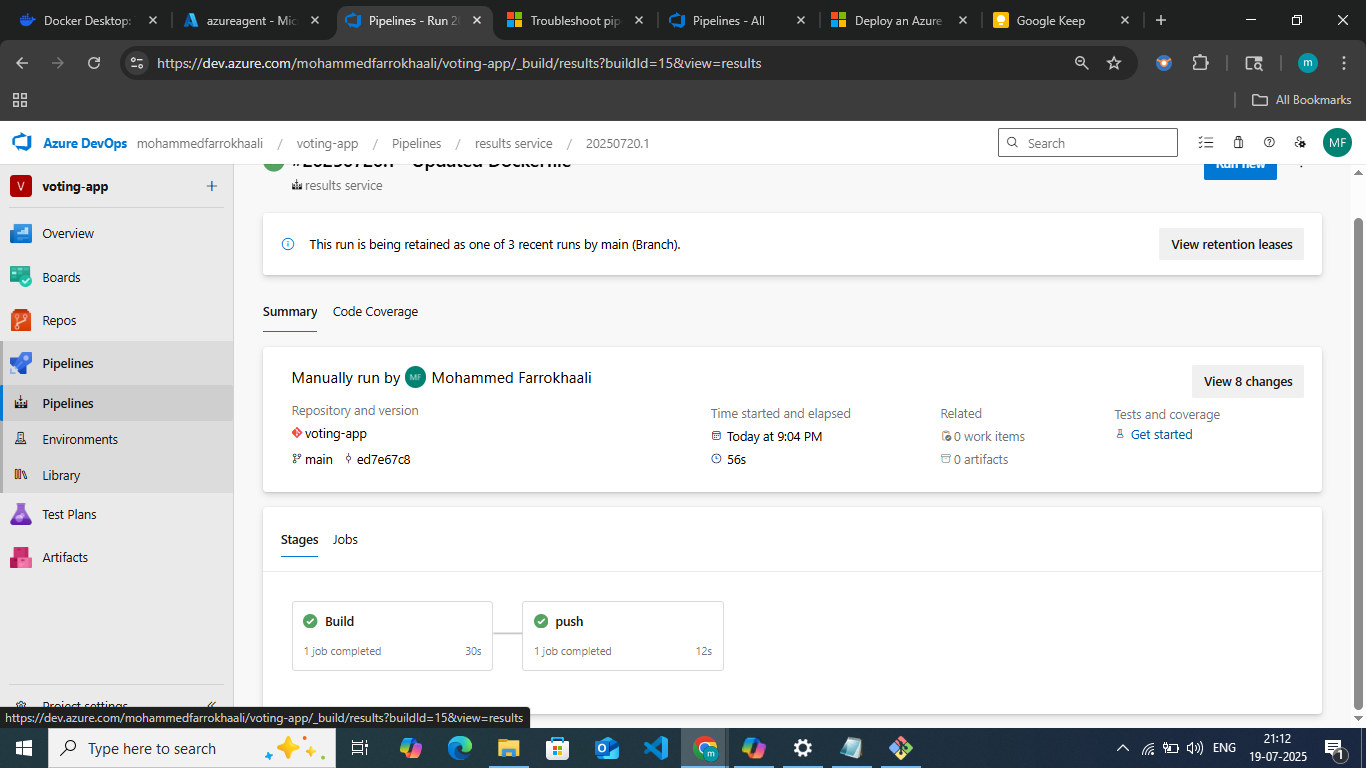 Docker Desktop:
azureagent - Mic
Pipelines - Run 20
Troubleshoot pip
Pipelines - All
Deploy an Azure
Google Keep
https://dev.azure.com/mohammedfarrokhaali/voting-app/_build/results?buildId=15&view=results
m
All Bookmarks
Azure DevOps mohammedfarrokhaali / voting-app / Pipelines / results service / 20250720.1
Search
MF
V voting-app
#20250720.1 • Updated Dockerfile
Run new
results service
Overview
Boards
Repos
Pipelines
Pipelines
Environments
Library
Test Plans
Artifacts
Project settings
This run is being retained as one of 3 recent runs by main (Branch).
View retention leases
Summary Code Coverage
Manually run by MF Mohammed Farrokhaali
View 8 changes
Repository and version
voting-app
main ed7e67c8
Time started and elapsed
Today at 9:04 PM
56s
Related
0 work items
0 artifacts
Tests and coverage
Get started
Stages Jobs
Build
1 job completed 30s
push
1 job completed 12s
https://dev.azure.com/mohammedfarrokhaali/voting-app/_build/results?buildId=15&view=results
Type here to search
ENG
21:12
19-07-2025
1